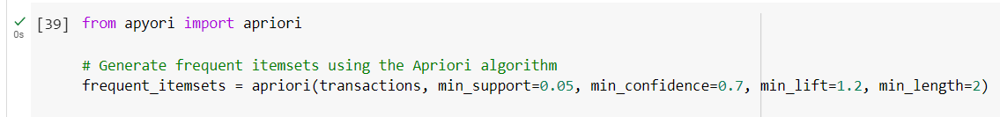 [39] from apyori import apriori
0s
# Generate frequent itemsets using the Apriori algorithm
frequent_itemsets = apriori(transactions, min_support=0.05, min_confidence=0.7, min_lift=1.2, min_length=2)